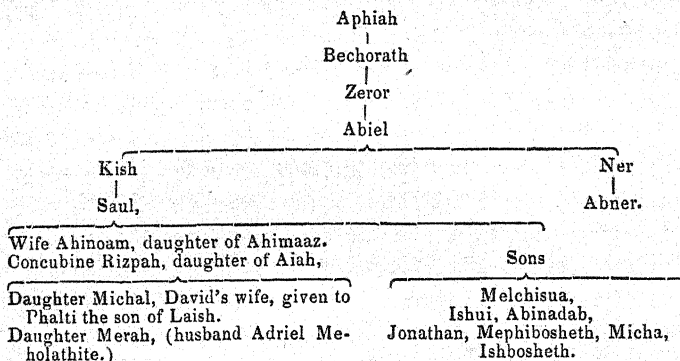 Aphiah
Bechorath
Zeror
Abiel
Kish
Ner
Saul,
Abner.
Wife Ahinoam, daughter of Ahimaaz.
Concubine Rizpah, daughter of Aiah,
Sons
Daughter Michal, David's wife, given to
Phalti the son of Laish.
Daughter Merah, (husband Adriel Me-
holathite.)
Melchisua,
Ishui, Abinadab,
Jonathan, Mephibosheth, Micha,
Ishbosheth.